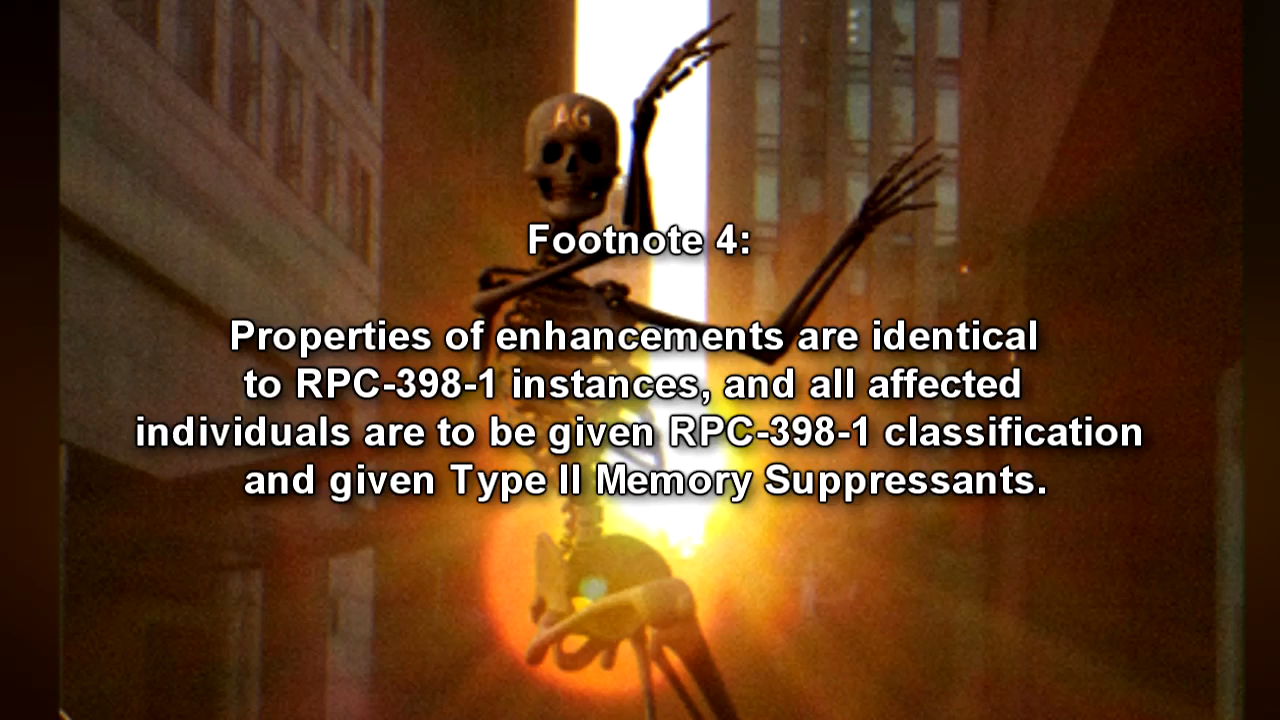 AG
Footnote 4:
Properties of enhancements are identical
to RPC-398-1 instances, and all affected
individuals are to be given RPC-398-1 classification
and given Type II Memory Suppressants.